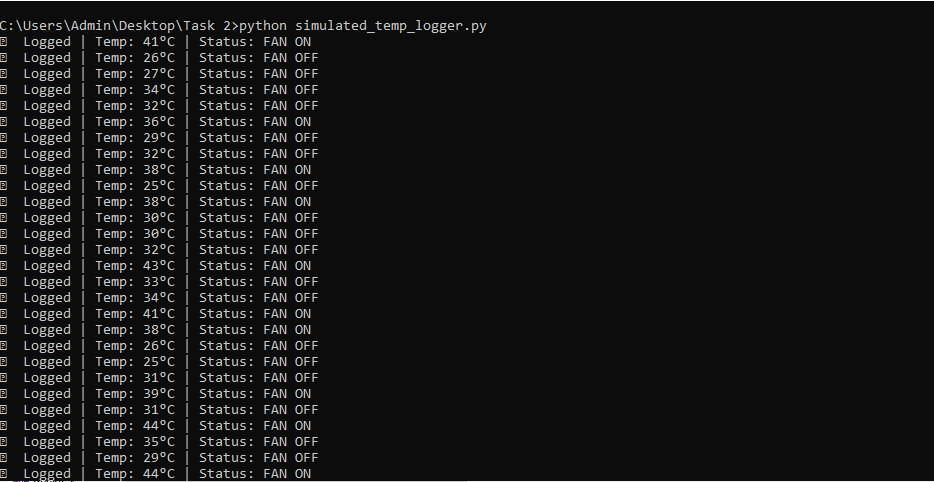 C:\Users\Admin\Desktop\Task 2>python simulated_temp_logger.py
⍰  Logged | Temp: 41°C | Status: FAN ON
⍰  Logged | Temp: 26°C | Status: FAN OFF
⍰  Logged | Temp: 27°C | Status: FAN OFF
⍰  Logged | Temp: 34°C | Status: FAN OFF
⍰  Logged | Temp: 32°C | Status: FAN OFF
⍰  Logged | Temp: 36°C | Status: FAN ON
⍰  Logged | Temp: 29°C | Status: FAN OFF
⍰  Logged | Temp: 32°C | Status: FAN OFF
⍰  Logged | Temp: 38°C | Status: FAN ON
⍰  Logged | Temp: 25°C | Status: FAN OFF
⍰  Logged | Temp: 38°C | Status: FAN ON
⍰  Logged | Temp: 30°C | Status: FAN OFF
⍰  Logged | Temp: 30°C | Status: FAN OFF
⍰  Logged | Temp: 32°C | Status: FAN OFF
⍰  Logged | Temp: 43°C | Status: FAN ON
⍰  Logged | Temp: 33°C | Status: FAN OFF
⍰  Logged | Temp: 34°C | Status: FAN OFF
⍰  Logged | Temp: 41°C | Status: FAN ON
⍰  Logged | Temp: 38°C | Status: FAN ON
⍰  Logged | Temp: 26°C | Status: FAN OFF
⍰  Logged | Temp: 25°C | Status: FAN OFF
⍰  Logged | Temp: 31°C | Status: FAN OFF
⍰  Logged | Temp: 39°C | Status: FAN ON
⍰  Logged | Temp: 31°C | Status: FAN OFF
⍰  Logged | Temp: 44°C | Status: FAN ON
⍰  Logged | Temp: 35°C | Status: FAN OFF
⍰  Logged | Temp: 29°C | Status: FAN OFF
⍰  Logged | Temp: 44°C | Status: FAN ON